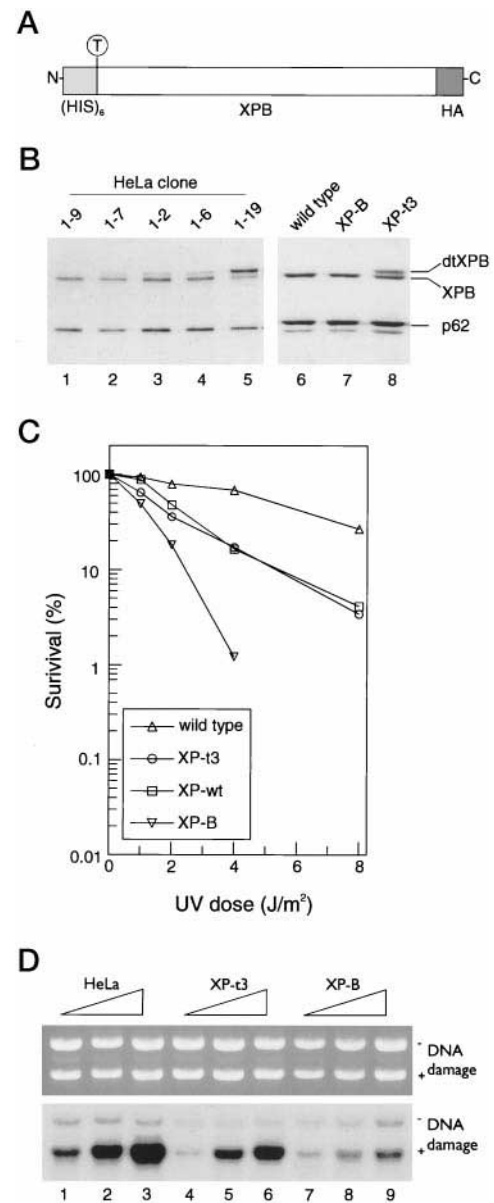 A
T
N- -C
(HIS)6 XPB HA
B
HeLa clone
1-9 1-7 1-2 1-6 1-19 wild type XP-B XP-t3
dtXPB
XPB
p62
1 2 3 4 5 6 7 8
C
100
10
1
0.1
0.01
Surivival (%)
wild type
XP-t3
XP-wt
XP-B
0 2 4 6 8
UV dose (J/m2)
D
HeLa XP-t3 XP-B
- DNA
+ damage
- DNA
+ damage
1 2 3 4 5 6 7 8 9